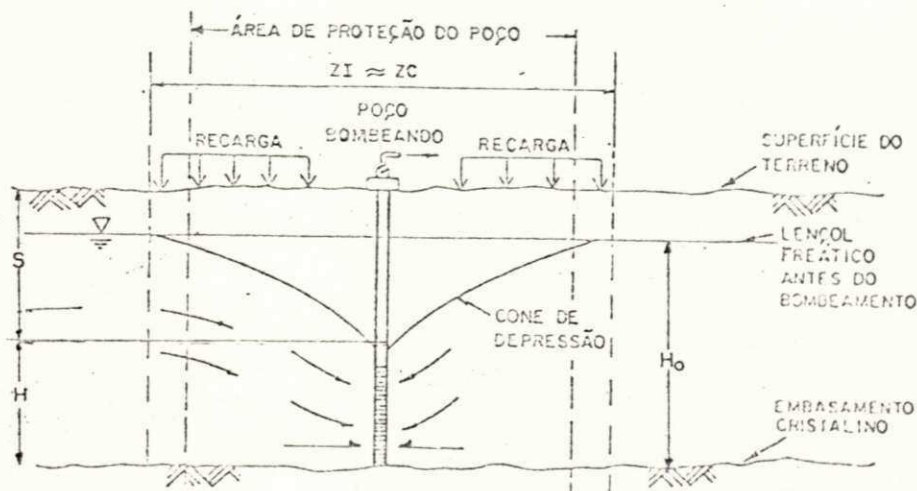 ÁREA DE PROTEÇÃO DO POÇO
ZI ≈ ZC
POÇO
BOMBEANDO
RECARGA
RECARGA
SUPERFÍCIE DO
TERRENO
LENÇOL
FREÁTICO
ANTES DO
BOMBEAMENTO
S
CONE DE
DEPRESSÃO
H
Ho
EMBASAMENTO
CRISTALINO